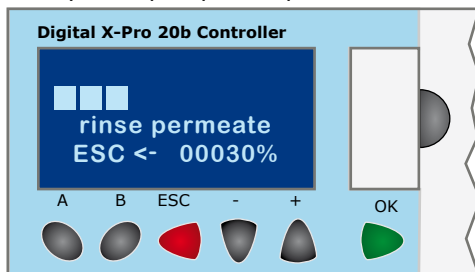 Digital X-Pro 20b Controller
rinse permeate
ESC <- 00030%
A B ESC - + OK